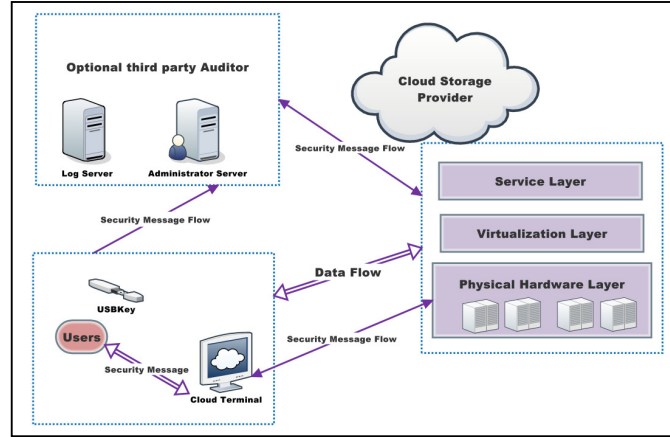 Optional third party Auditor
Log Server
Administrator Server
Cloud Storage
Provider
Security Message Flow
Service Layer
Virtualization Layer
Physical Hardware Layer
Security Message Flow
Data Flow
USBKey
Users
Security Message
Cloud Terminal
Security Message Flow